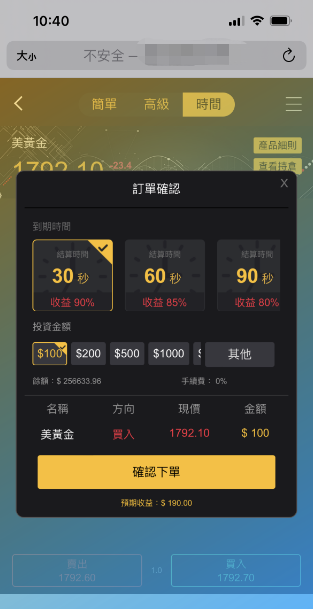 10:40
大小
不安全 —
簡單 高級 時間
美黃金
產品細則
1792.10 -23.4
查看持倉
訂單確認 X
到期時間
結算時間 結算時間 結算時間
30 秒 60 秒 90 秒
收益 90% 收益 85% 收益 80%
投資金額
$100 $200 $500 $1000 $ 其他
餘額：$ 256633.96 手續費： 0%
名稱 方向 現價 金額
美黃金 買入 1792.10 $ 100
確認下單
預期收益：$ 190.00
賣出 買入
1792.60 1.0 1792.70